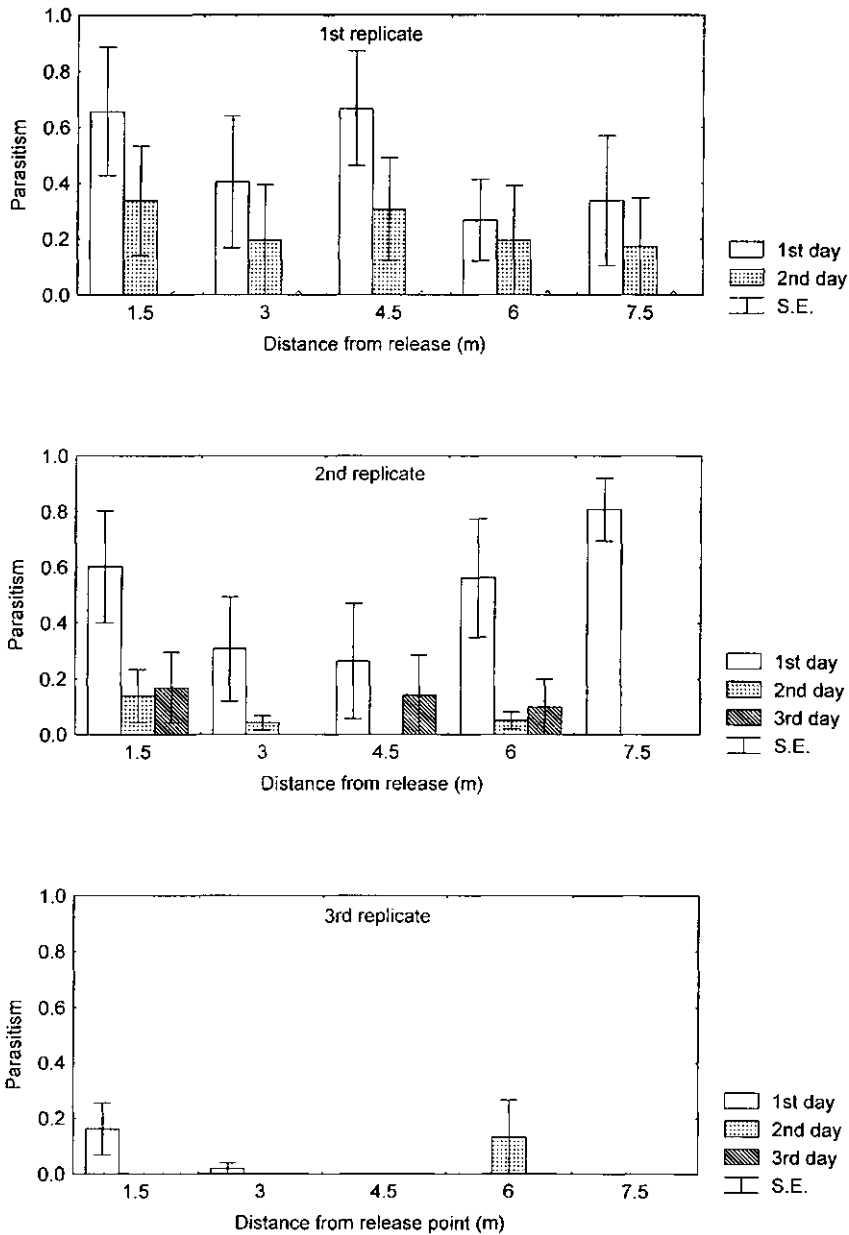 1st replicate
1.0
0.8
0.6
0.4
0.2
0.0
Parasitism
1.5 3 4.5 6 7.5
Distance from release (m)
1st day
2nd day
S.E.
2nd replicate
1.0
0.8
0.6
0.4
0.2
0.0
Parasitism
1.5 3 4.5 6 7.5
Distance from release (m)
1st day
2nd day
3rd day
S.E.
3rd replicate
1.0
0.8
0.6
0.4
0.2
0.0
Parasitism
1.5 3 4.5 6 7.5
Distance from release point (m)
1st day
2nd day
3rd day
S.E.